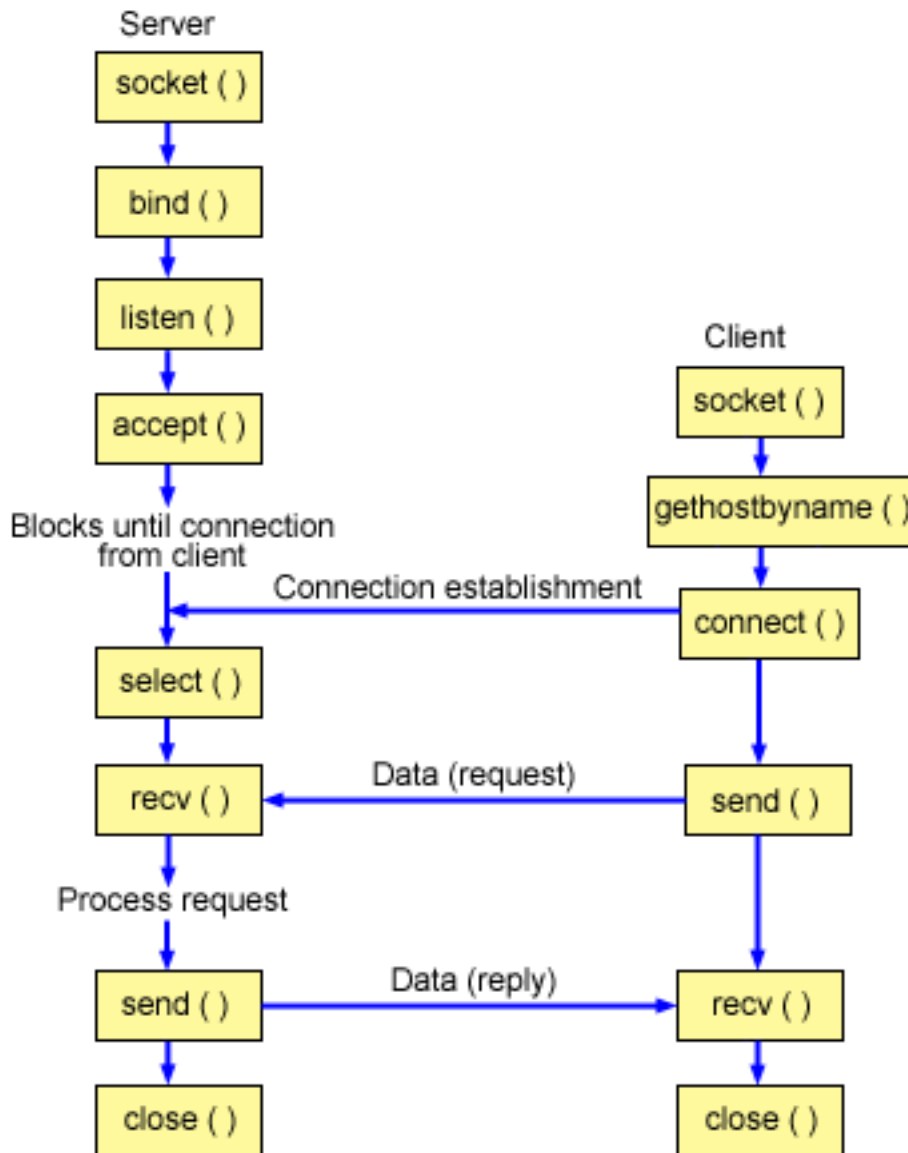 Server
socket ( )
bind ( )
listen ( )
accept ( )
Blocks until connection
from client
select ( )
recv ( )
Process request
send ( )
close ( )
Client
socket ( )
gethostbyname ( )
connect ( )
send ( )
recv ( )
close ( )
Connection establishment
Data (request)
Data (reply)